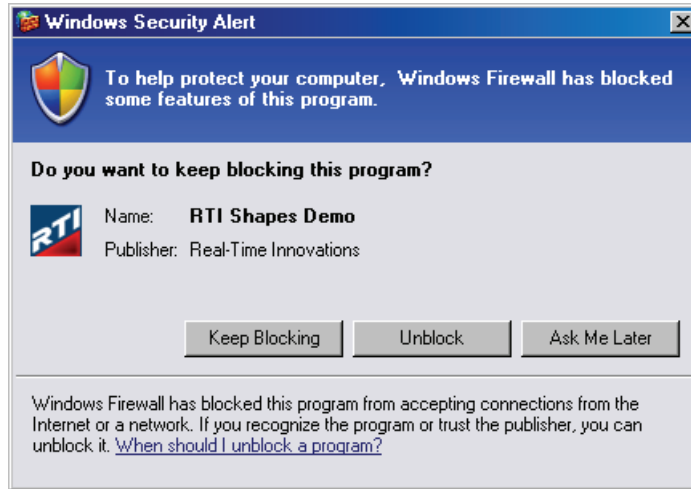 Windows Security Alert
To help protect your computer, Windows Firewall has blocked
some features of this program.
Do you want to keep blocking this program?
RTI
Name: RTI Shapes Demo
Publisher: Real-Time Innovations
Keep Blocking Unblock Ask Me Later
Windows Firewall has blocked this program from accepting connections from the
Internet or a network. If you recognize the program or trust the publisher, you can
unblock it. When should I unblock a program?